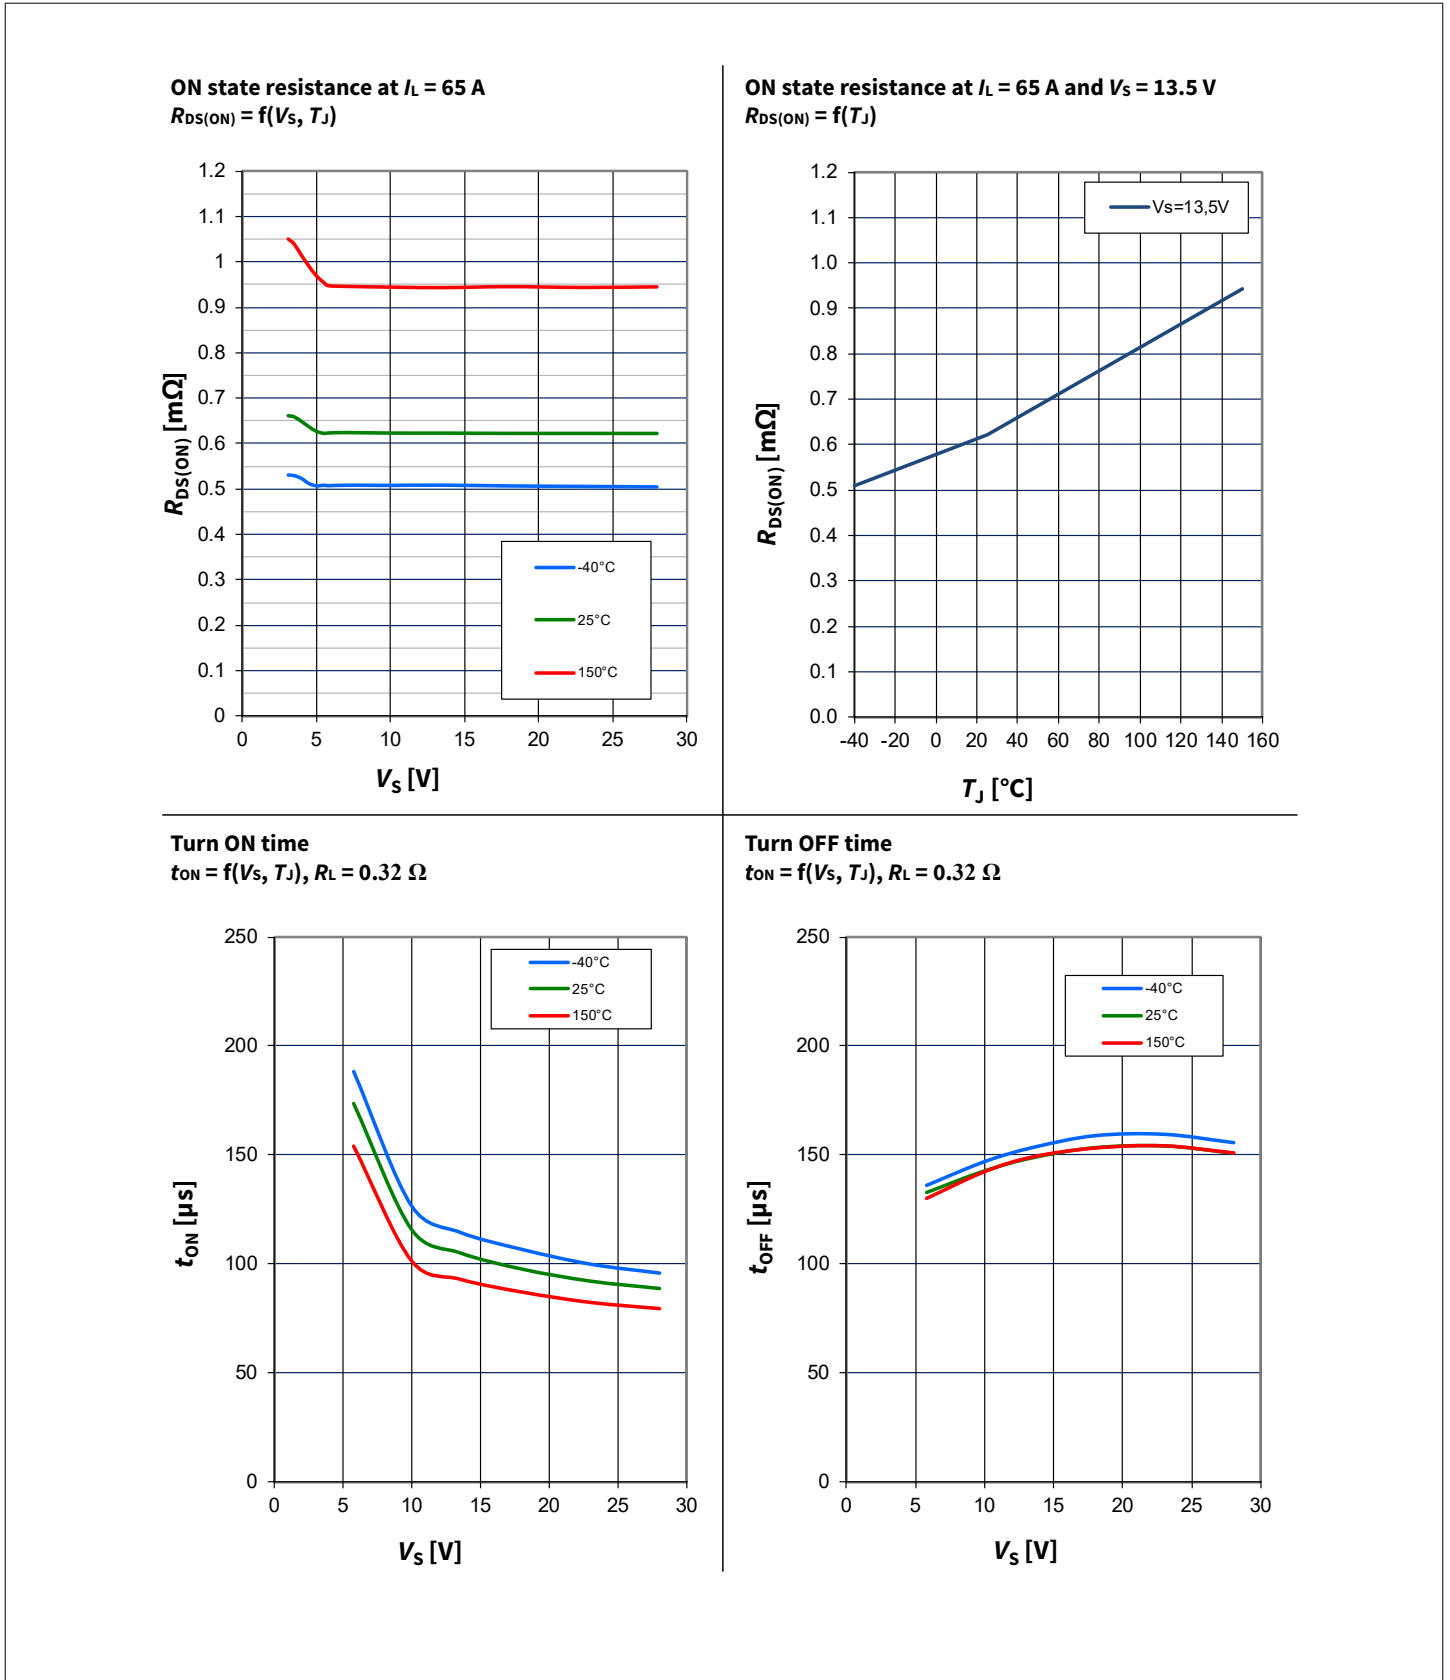 ON state resistance at IL = 65 A
RDS(ON) = f(VS, TJ)
1.2
1.1
1
0.9
0.8
0.7
0.6
0.5
0.4
0.3
0.2
0.1
0
0 5 10 15 20 25 30
RDS(ON) [mΩ]
VS [V]
-40°C
25°C
150°C
ON state resistance at IL = 65 A and VS = 13.5 V
RDS(ON) = f(TJ)
1.2
1.1
1.0
0.9
0.8
0.7
0.6
0.5
0.4
0.3
0.2
0.1
0.0
-40 -20 0 20 40 60 80 100 120 140 160
RDS(ON) [mΩ]
TJ [°C]
Vs=13,5V
Turn ON time
tON = f(VS, TJ), RL = 0.32 Ω
250
200
150
100
50
0
0 5 10 15 20 25 30
tON [µs]
VS [V]
-40°C
25°C
150°C
Turn OFF time
tON = f(VS, TJ), RL = 0.32 Ω
250
200
150
100
50
0
0 5 10 15 20 25 30
tOFF [µs]
VS [V]
-40°C
25°C
150°C